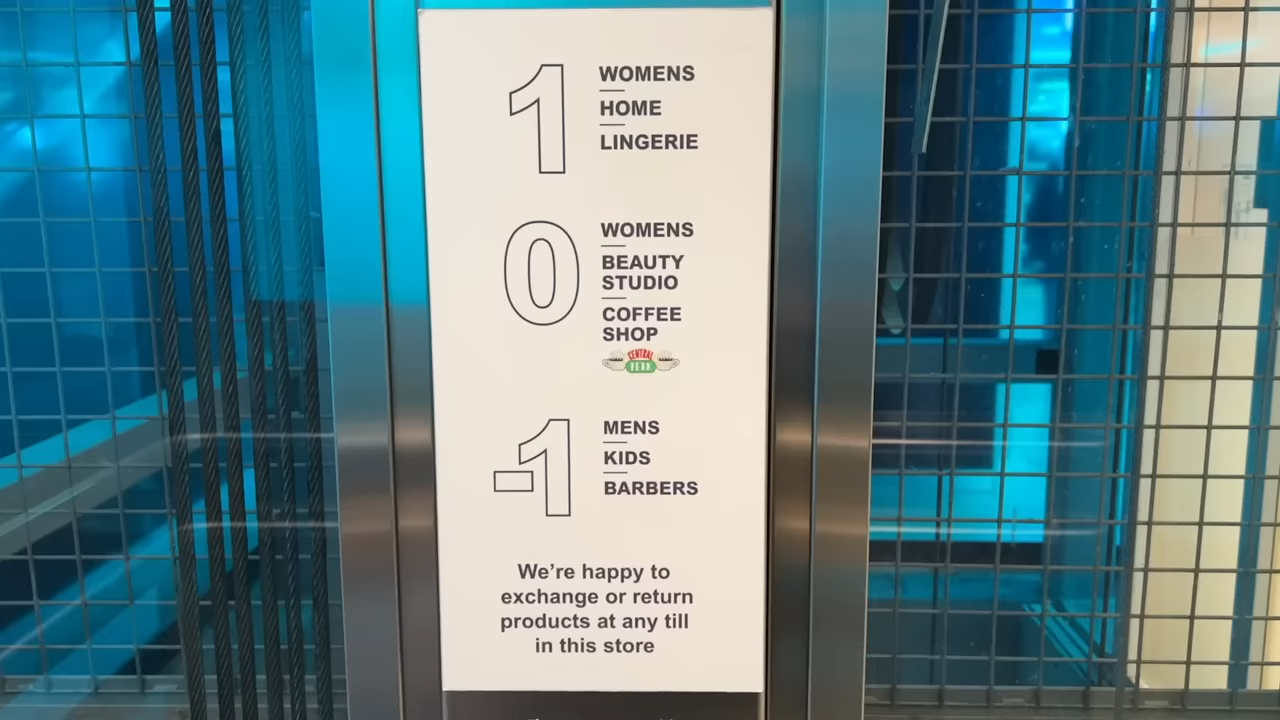 1
WOMENS
HOME
LINGERIE
0
WOMENS
BEAUTY
STUDIO
COFFEE
SHOP
CENTRAL
PERK
-1
MENS
KIDS
BARBERS
We're happy to
exchange or return
products at any till
in this store